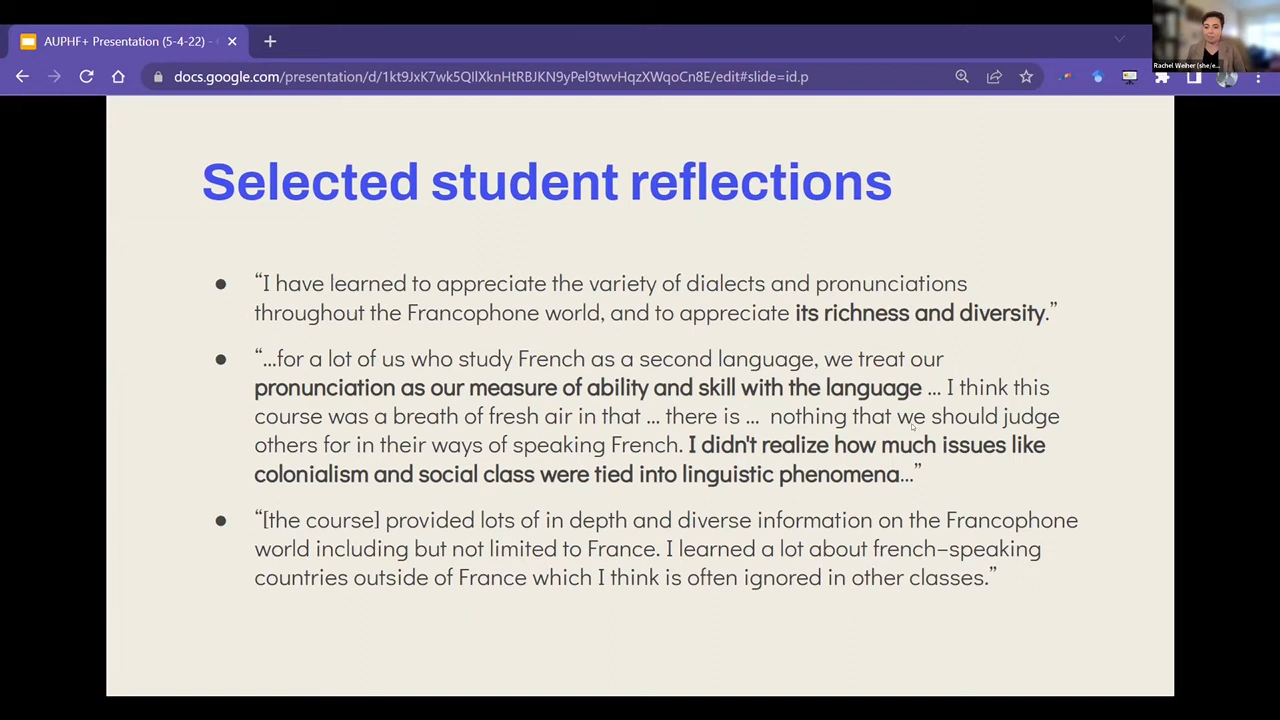 AUPHF+ Presentation (5-4-22) -
docs.google.com/presentation/d/1kt9JxK7wk5QIlXknHtRBJKN9yPel9twvHqzXWqoCn8E/edit#slide=id.p
Rachel Weiher (she/e...
Selected student reflections
● “I have learned to appreciate the variety of dialects and pronunciations
throughout the Francophone world, and to appreciate its richness and diversity.”
● “…for a lot of us who study French as a second language, we treat our
pronunciation as our measure of ability and skill with the language … I think this
course was a breath of fresh air in that … there is … nothing that we should judge
others for in their ways of speaking French. I didn't realize how much issues like
colonialism and social class were tied into linguistic phenomena…”
● “[the course] provided lots of in depth and diverse information on the Francophone
world including but not limited to France. I learned a lot about french-speaking
countries outside of France which I think is often ignored in other classes.”